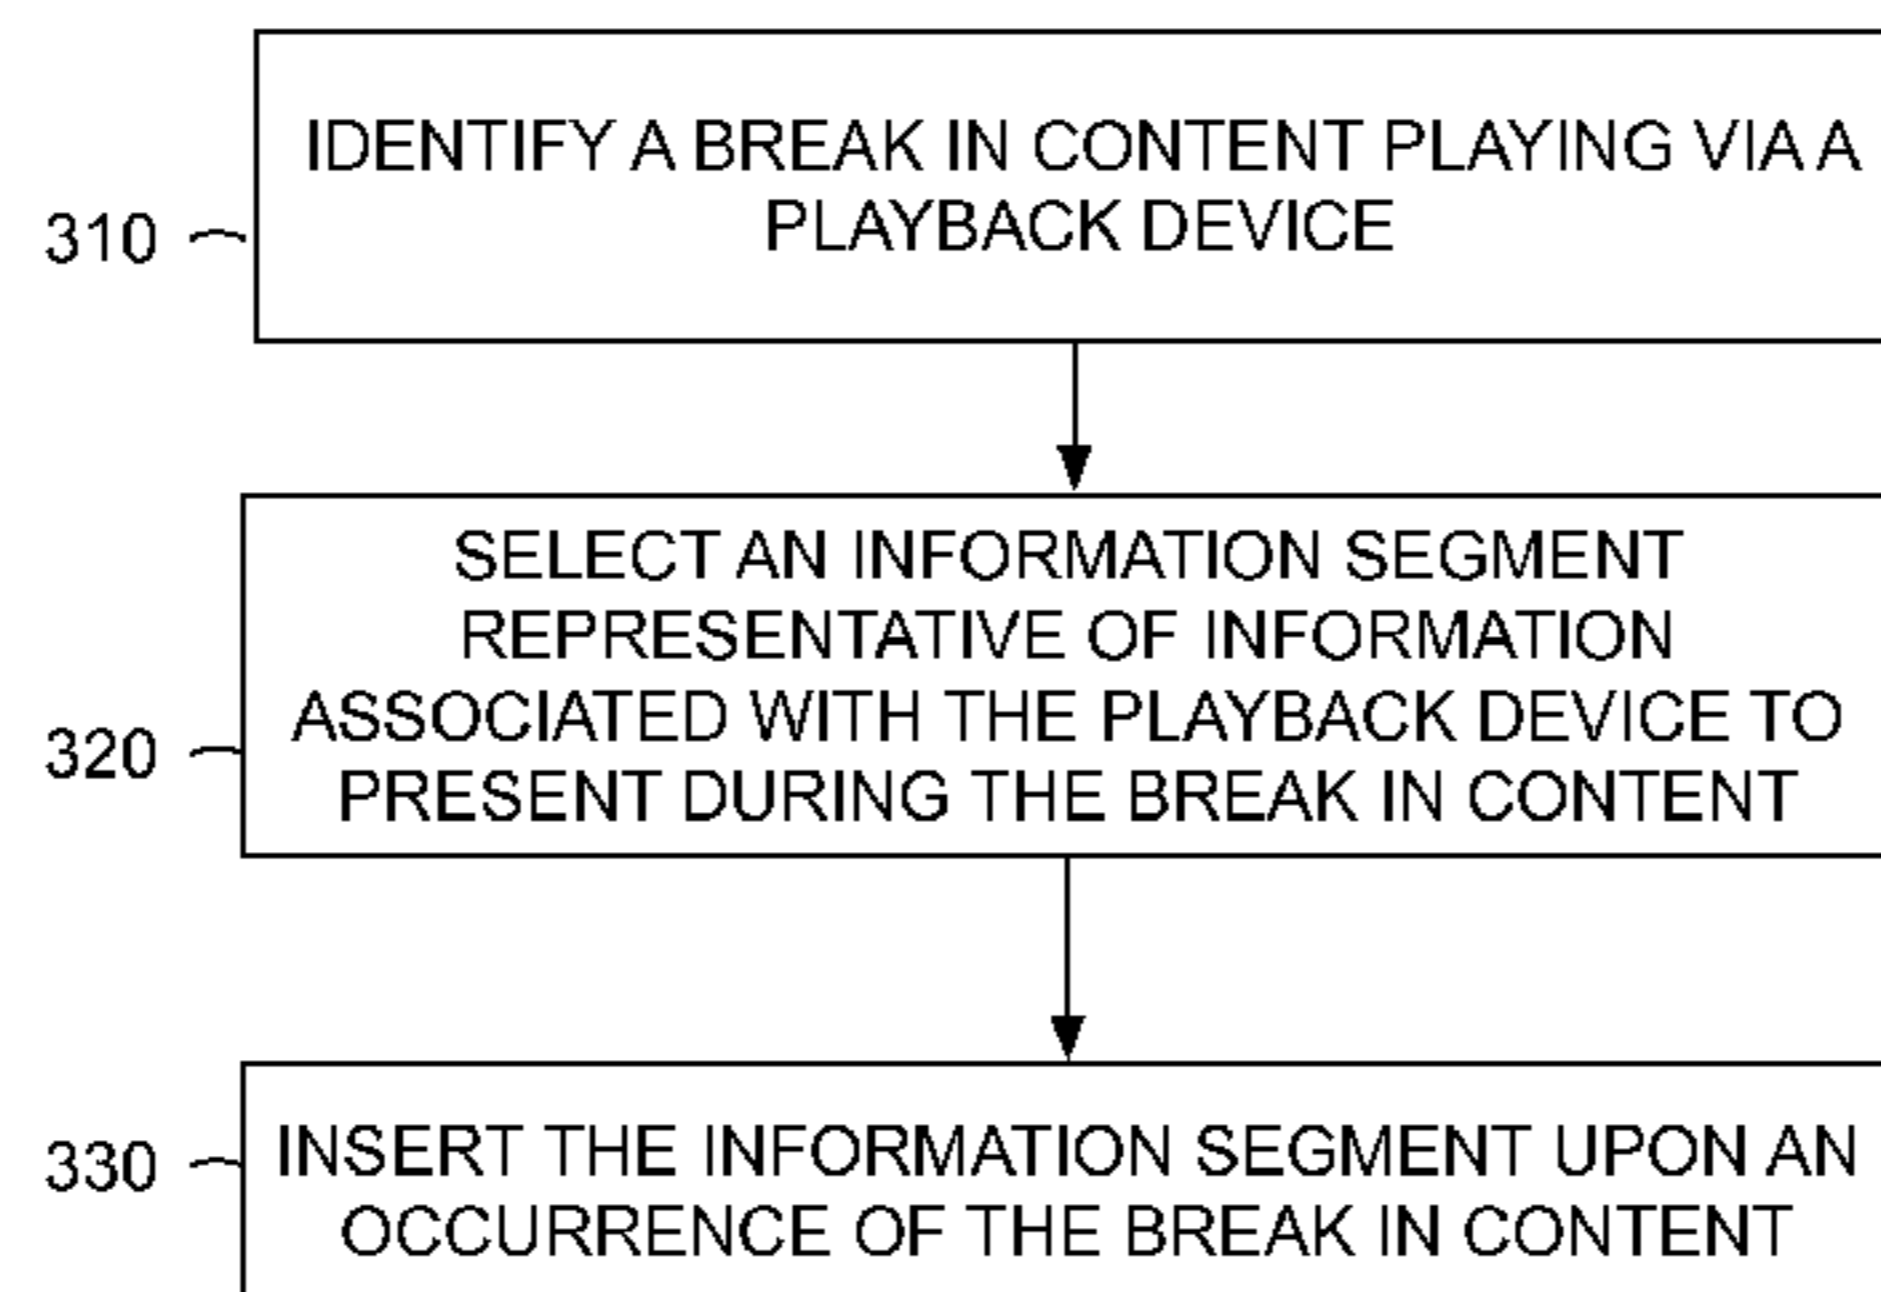 IDENTIFY A BREAK IN CONTENT PLAYING VIA A
PLAYBACK DEVICE
310
SELECT AN INFORMATION SEGMENT
REPRESENTATIVE OF INFORMATION
ASSOCIATED WITH THE PLAYBACK DEVICE TO
PRESENT DURING THE BREAK IN CONTENT
320
INSERT THE INFORMATION SEGMENT UPON AN
OCCURRENCE OF THE BREAK IN CONTENT
330